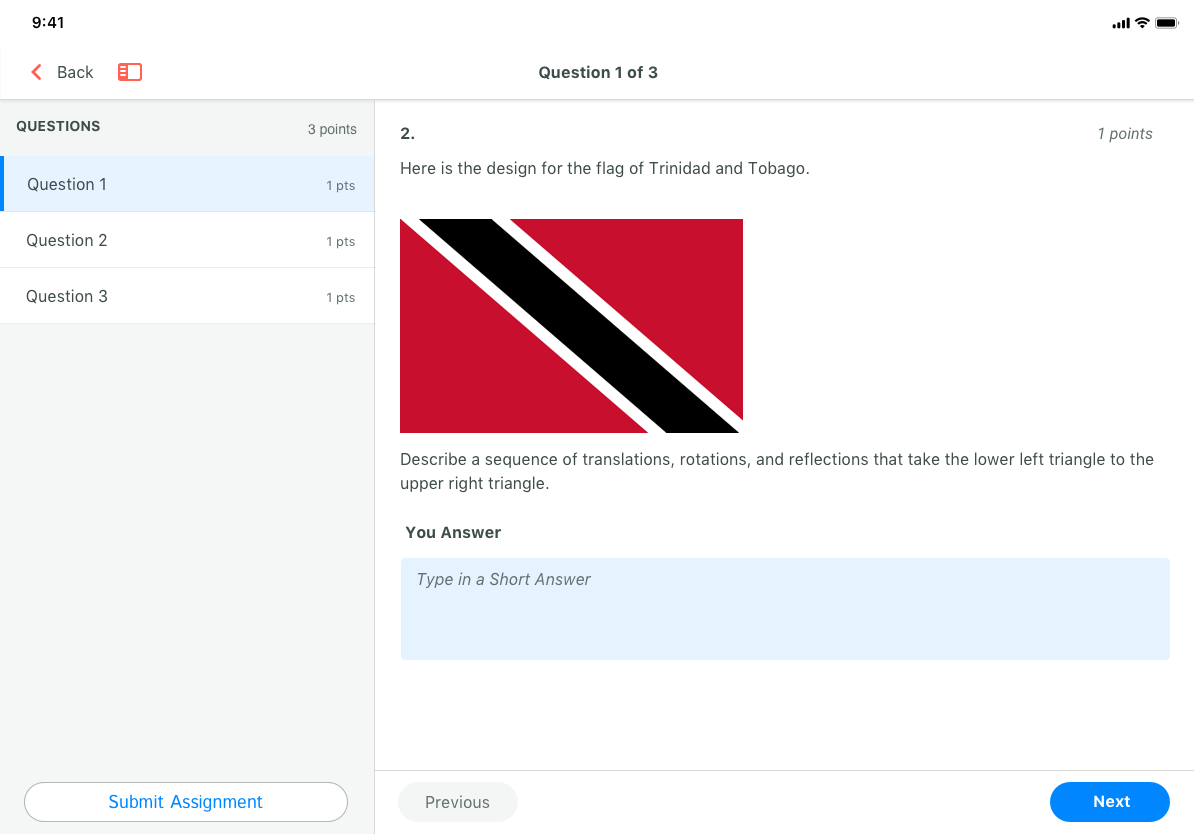 9:41
Back
Question 1 of 3
QUESTIONS
3 points
Question 1
1 pts
Question 2
1 pts
Question 3
1 pts
Submit Assignment
2.
1 points
Here is the design for the flag of Trinidad and Tobago.
Describe a sequence of translations, rotations, and reflections that take the lower left triangle to the
upper right triangle.
You Answer
Type in a Short Answer
Previous
Next